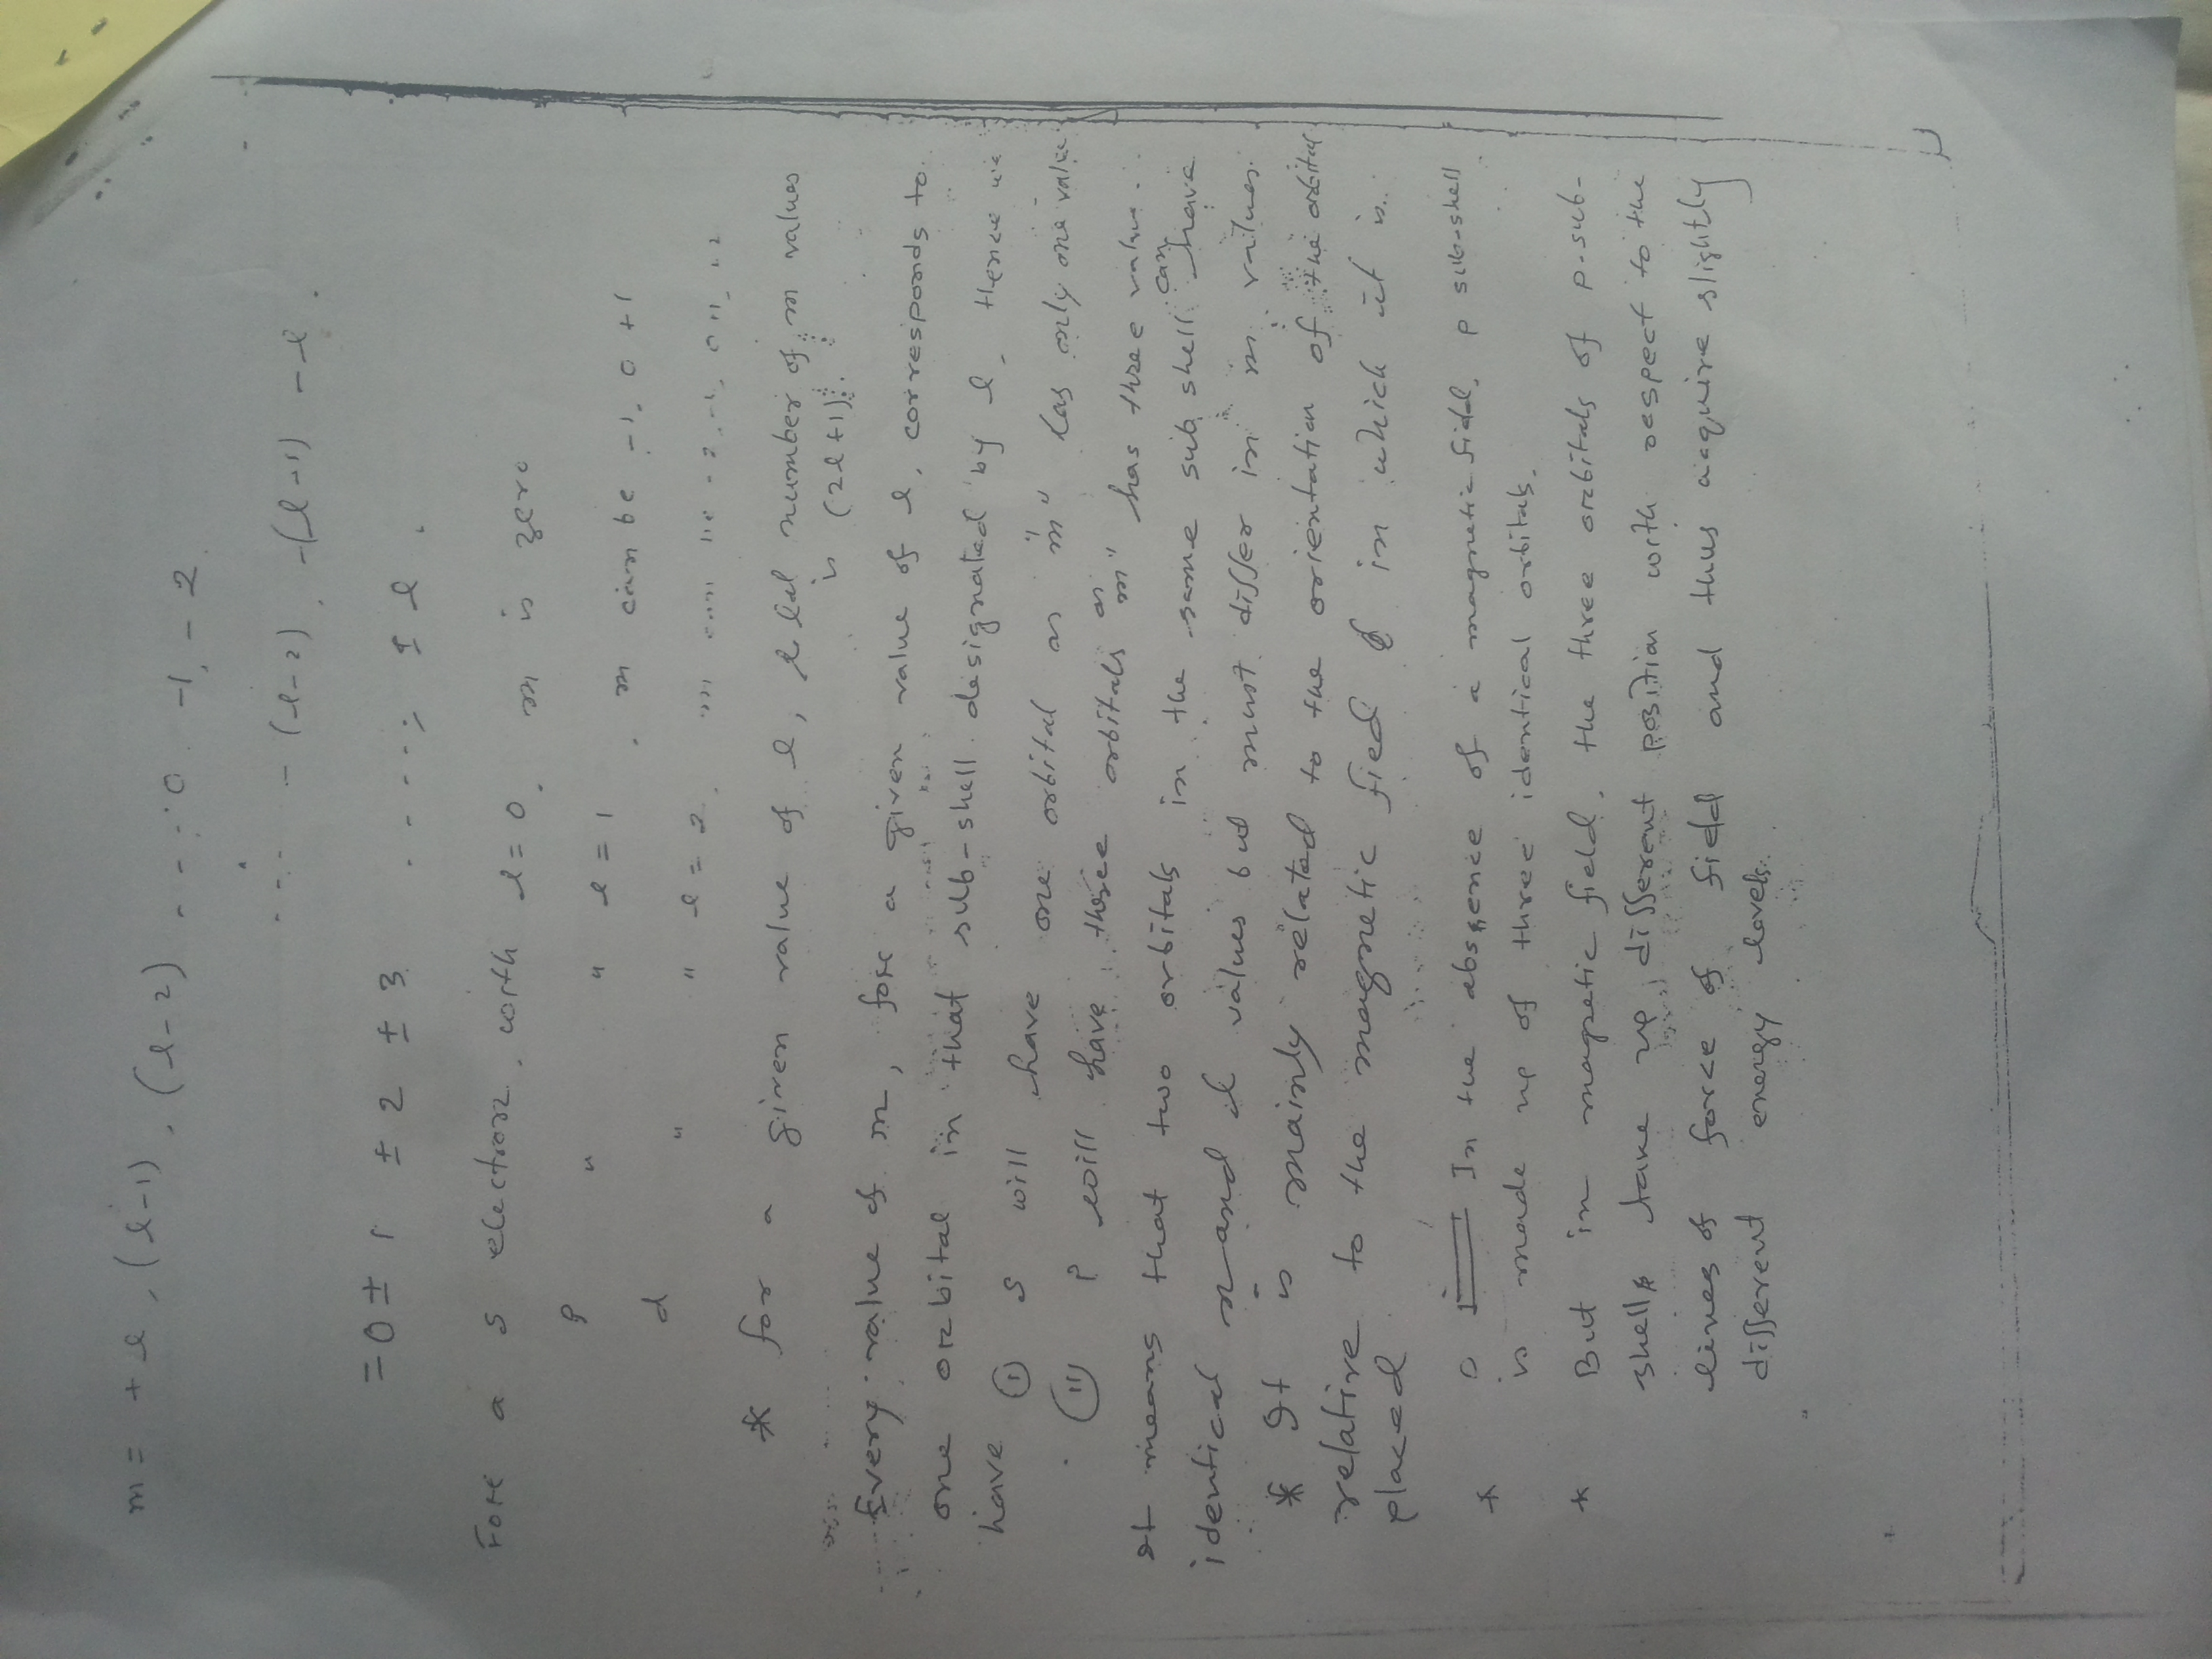 m = + l, (l-1), (l-2) - - - . 0 -1, - 2
- - - - (l-2), -(l-1) - l.
= 0 ± 1 ± 2 ± 3 - - - - - ; ± l.
For a s electron, with l = 0, m is zero
p " " l = 1, m can be -1, 0 +1
d " " l = 2, m can be - 2, -1, 0 +1, +2
* for a given value of l, total number of m values
is (2l+1).
Every value of m, for a given value of l, corresponds to
one orbital in that sub-shell designated by l. Hence we
have (i) s will have one orbital as "m" has only one value
(ii) p will have three orbitals as m" has three value.
It means that two orbitals in the same sub shell can have
identical n and l values but must differ in m values.
* It is mainly related to the orientation of the orbital
relative to the magnetic fied in which it is
placed
* In the absence of a magnetic field, p sub-shell
is made up of three identical orbitals.
* But in magnetic field, the three orbitals of p-sub-
shell take up different position with respect to the
lines of force of field and thus acquire slightly
different energy levels.